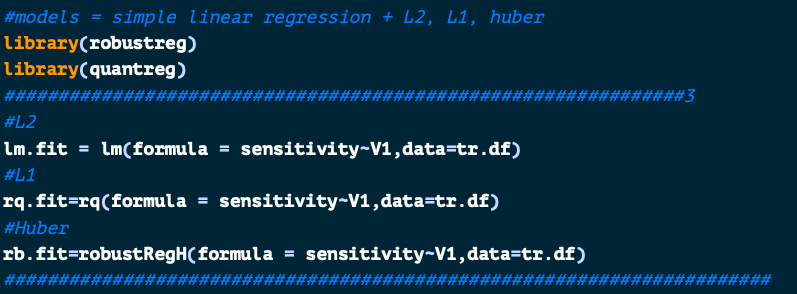 #models = simple linear regression + L2, L1, huber
library(robustreg)
library(quantreg)
###############################################################3
#L2
lm.fit = lm(formula = sensitivity~V1,data=tr.df)
#L1
rq.fit=rq(formula = sensitivity~V1,data=tr.df)
#Huber
rb.fit=robustRegH(formula = sensitivity~V1,data=tr.df)
#######################################################################